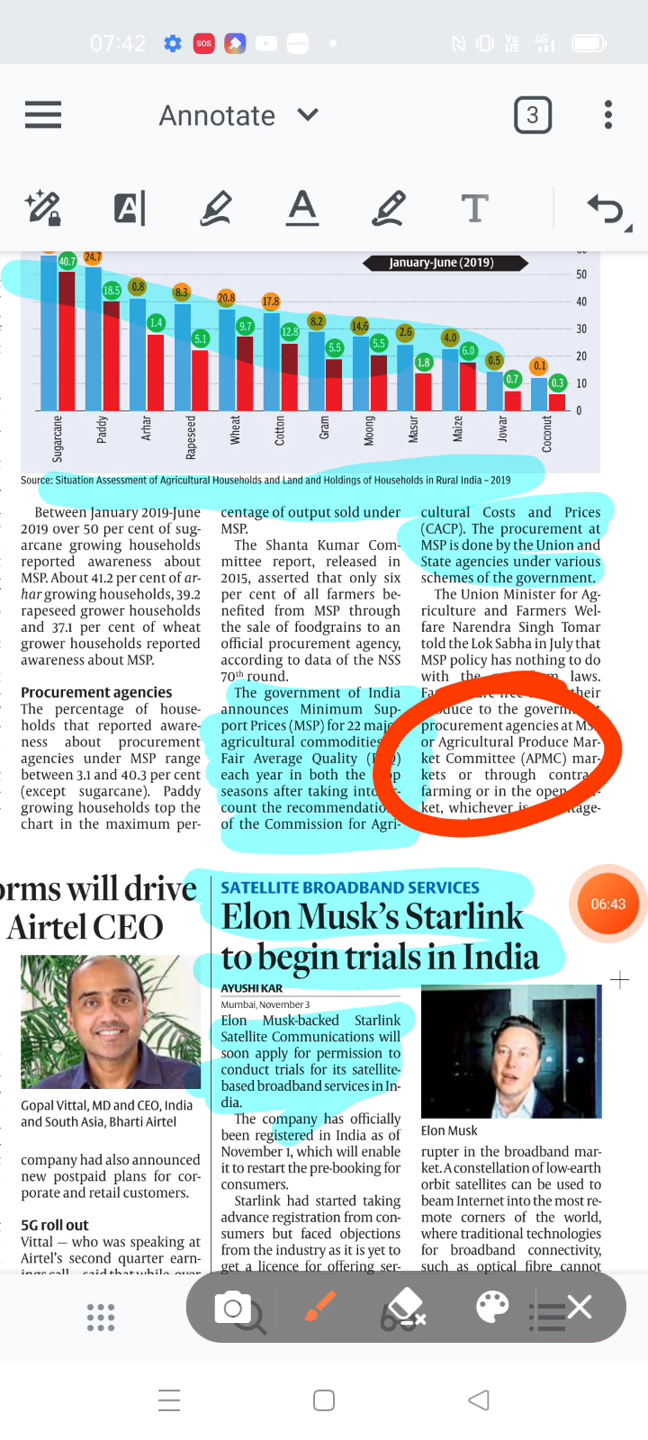 07:42
SOS
Vo LTE
4G
Annotate
3
A
A
T
January-June (2019)
40.7
24.7
18.5
0.8
1.4
8.3
5.1
20.8
9.7
17.8
12.8
8.2
5.5
14.6
5.5
2.6
1.8
4.0
6.0
0.5
0.7
0.1
0.3
50
40
30
20
10
0
Sugarcane
Paddy
Arhar
Rapeseed
Wheat
Cotton
Gram
Moong
Masur
Maize
Jowar
Coconut
Source: Situation Assessment of Agricultural Households and Land and Holdings of Households in Rural India – 2019
Between January 2019-June
2019 over 50 per cent of sug-
arcane growing households
reported awareness about
MSP. About 41.2 per cent of ar-
har growing households, 39.2
rapeseed grower households
and 37.1 per cent of wheat
grower households reported
awareness about MSP.
Procurement agencies
The percentage of house-
holds that reported aware-
ness about procurement
agencies under MSP range
between 3.1 and 40.3 per cent
(except sugarcane). Paddy
growing households top the
chart in the maximum per-
centage of output sold under
MSP.
The Shanta Kumar Com-
mittee report, released in
2015, asserted that only six
per cent of all farmers be-
nefited from MSP through
the sale of foodgrains to an
official procurement agency,
according to data of the NSS
70th round.
The government of India
announces Minimum Sup-
port Prices (MSP) for 22 major
agricultural commodities
Fair Average Quality
each year in both the
seasons after taking into
count the recommendation
of the Commission for Agri-
cultural Costs and Prices
(CACP). The procurement at
MSP is done by the Union and
State agencies under various
schemes of the government.
The Union Minister for Ag-
riculture and Farmers Wel-
fare Narendra Singh Tomar
told the Lok Sabha in July that
MSP policy has nothing to do
with the laws.
their
to the government
procurement agencies at
or Agricultural Produce Mar-
ket Committee (APMC) mar-
kets or through
farming or in the open
ket, whichever is
orms will drive
Airtel CEO
Gopal Vittal, MD and CEO, India
and South Asia, Bharti Airtel
company had also announced
new postpaid plans for cor-
porate and retail customers.
5G roll out
Vittal — who was speaking at
Airtel's second quarter earn-
ings call — said that while over
SATELLITE BROADBAND SERVICES
Elon Musk's Starlink
to begin trials in India
AYUSHI KAR
Mumbai, November 3
Elon Musk-backed Starlink
Satellite Communications will
soon apply for permission to
conduct trials for its satellite-
based broadband services in In-
dia.
The company has officially
been registered in India as of
November 1, which will enable
it to restart the pre-booking for
consumers.
Starlink had started taking
advance registration from con-
sumers but faced objections
from the industry as it is yet to
get a licence for offering ser-
06:43
Elon Musk
rupter in the broadband mar-
ket. A constellation of low-earth
orbit satellites can be used to
beam Internet into the most re-
mote corners of the world,
where traditional technologies
for broadband connectivity,
such as optical fibre cannot